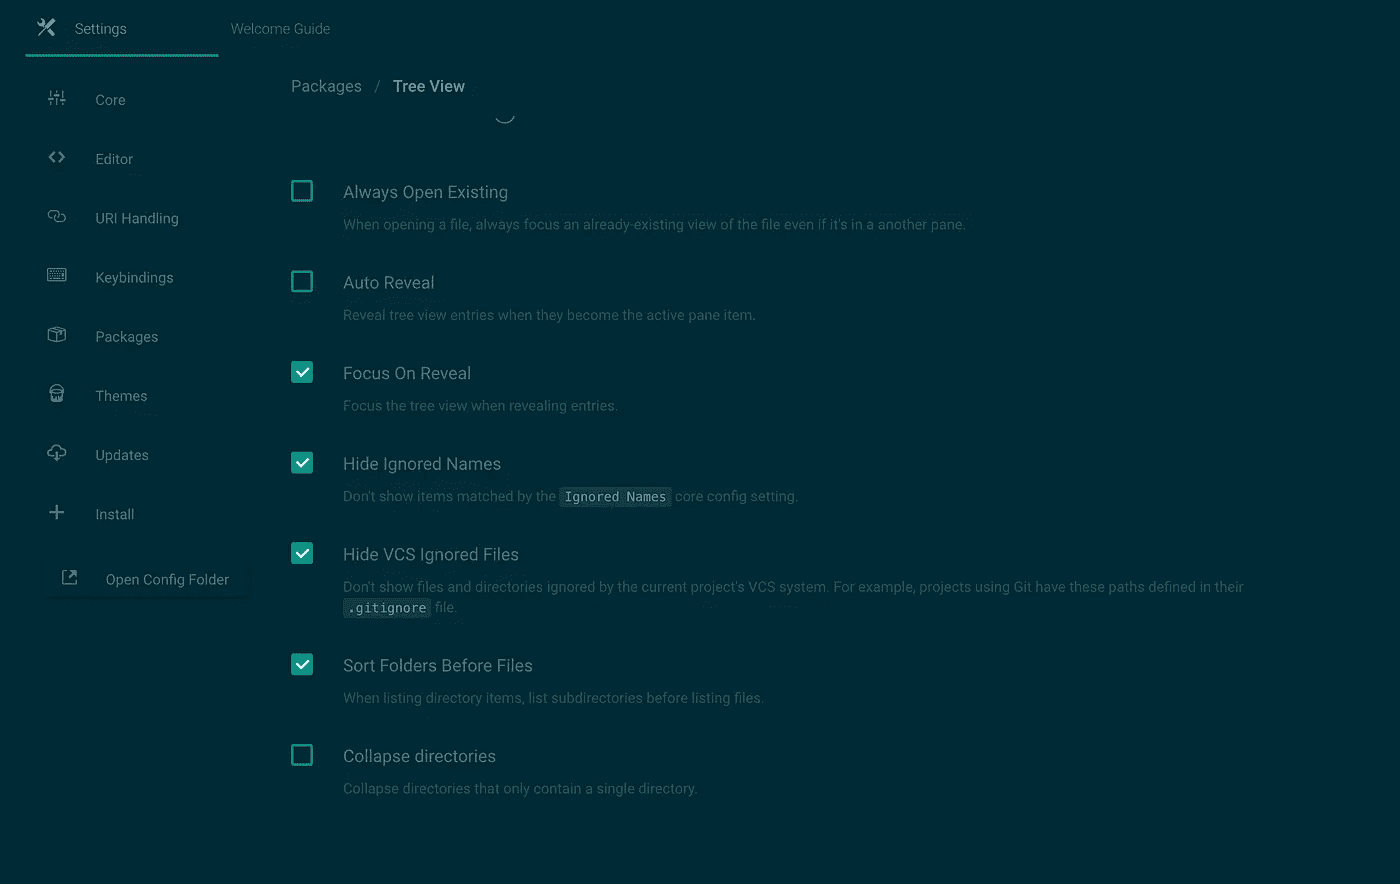 Settings
Welcome Guide
Core
Editor
URI Handling
Keybindings
Packages
Themes
Updates
Install
Open Config Folder
Packages / Tree View
Always Open Existing
When opening a file, always focus an already-existing view of the file even if it's in a another pane.
Auto Reveal
Reveal tree view entries when they become the active pane item.
Focus On Reveal
Focus the tree view when revealing entries.
Hide Ignored Names
Don't show items matched by the Ignored Names core config setting.
Hide VCS Ignored Files
Don't show files and directories ignored by the current project's VCS system. For example, projects using Git have these paths defined in their
.gitignore file.
Sort Folders Before Files
When listing directory items, list subdirectories before listing files.
Collapse directories
Collapse directories that only contain a single directory.